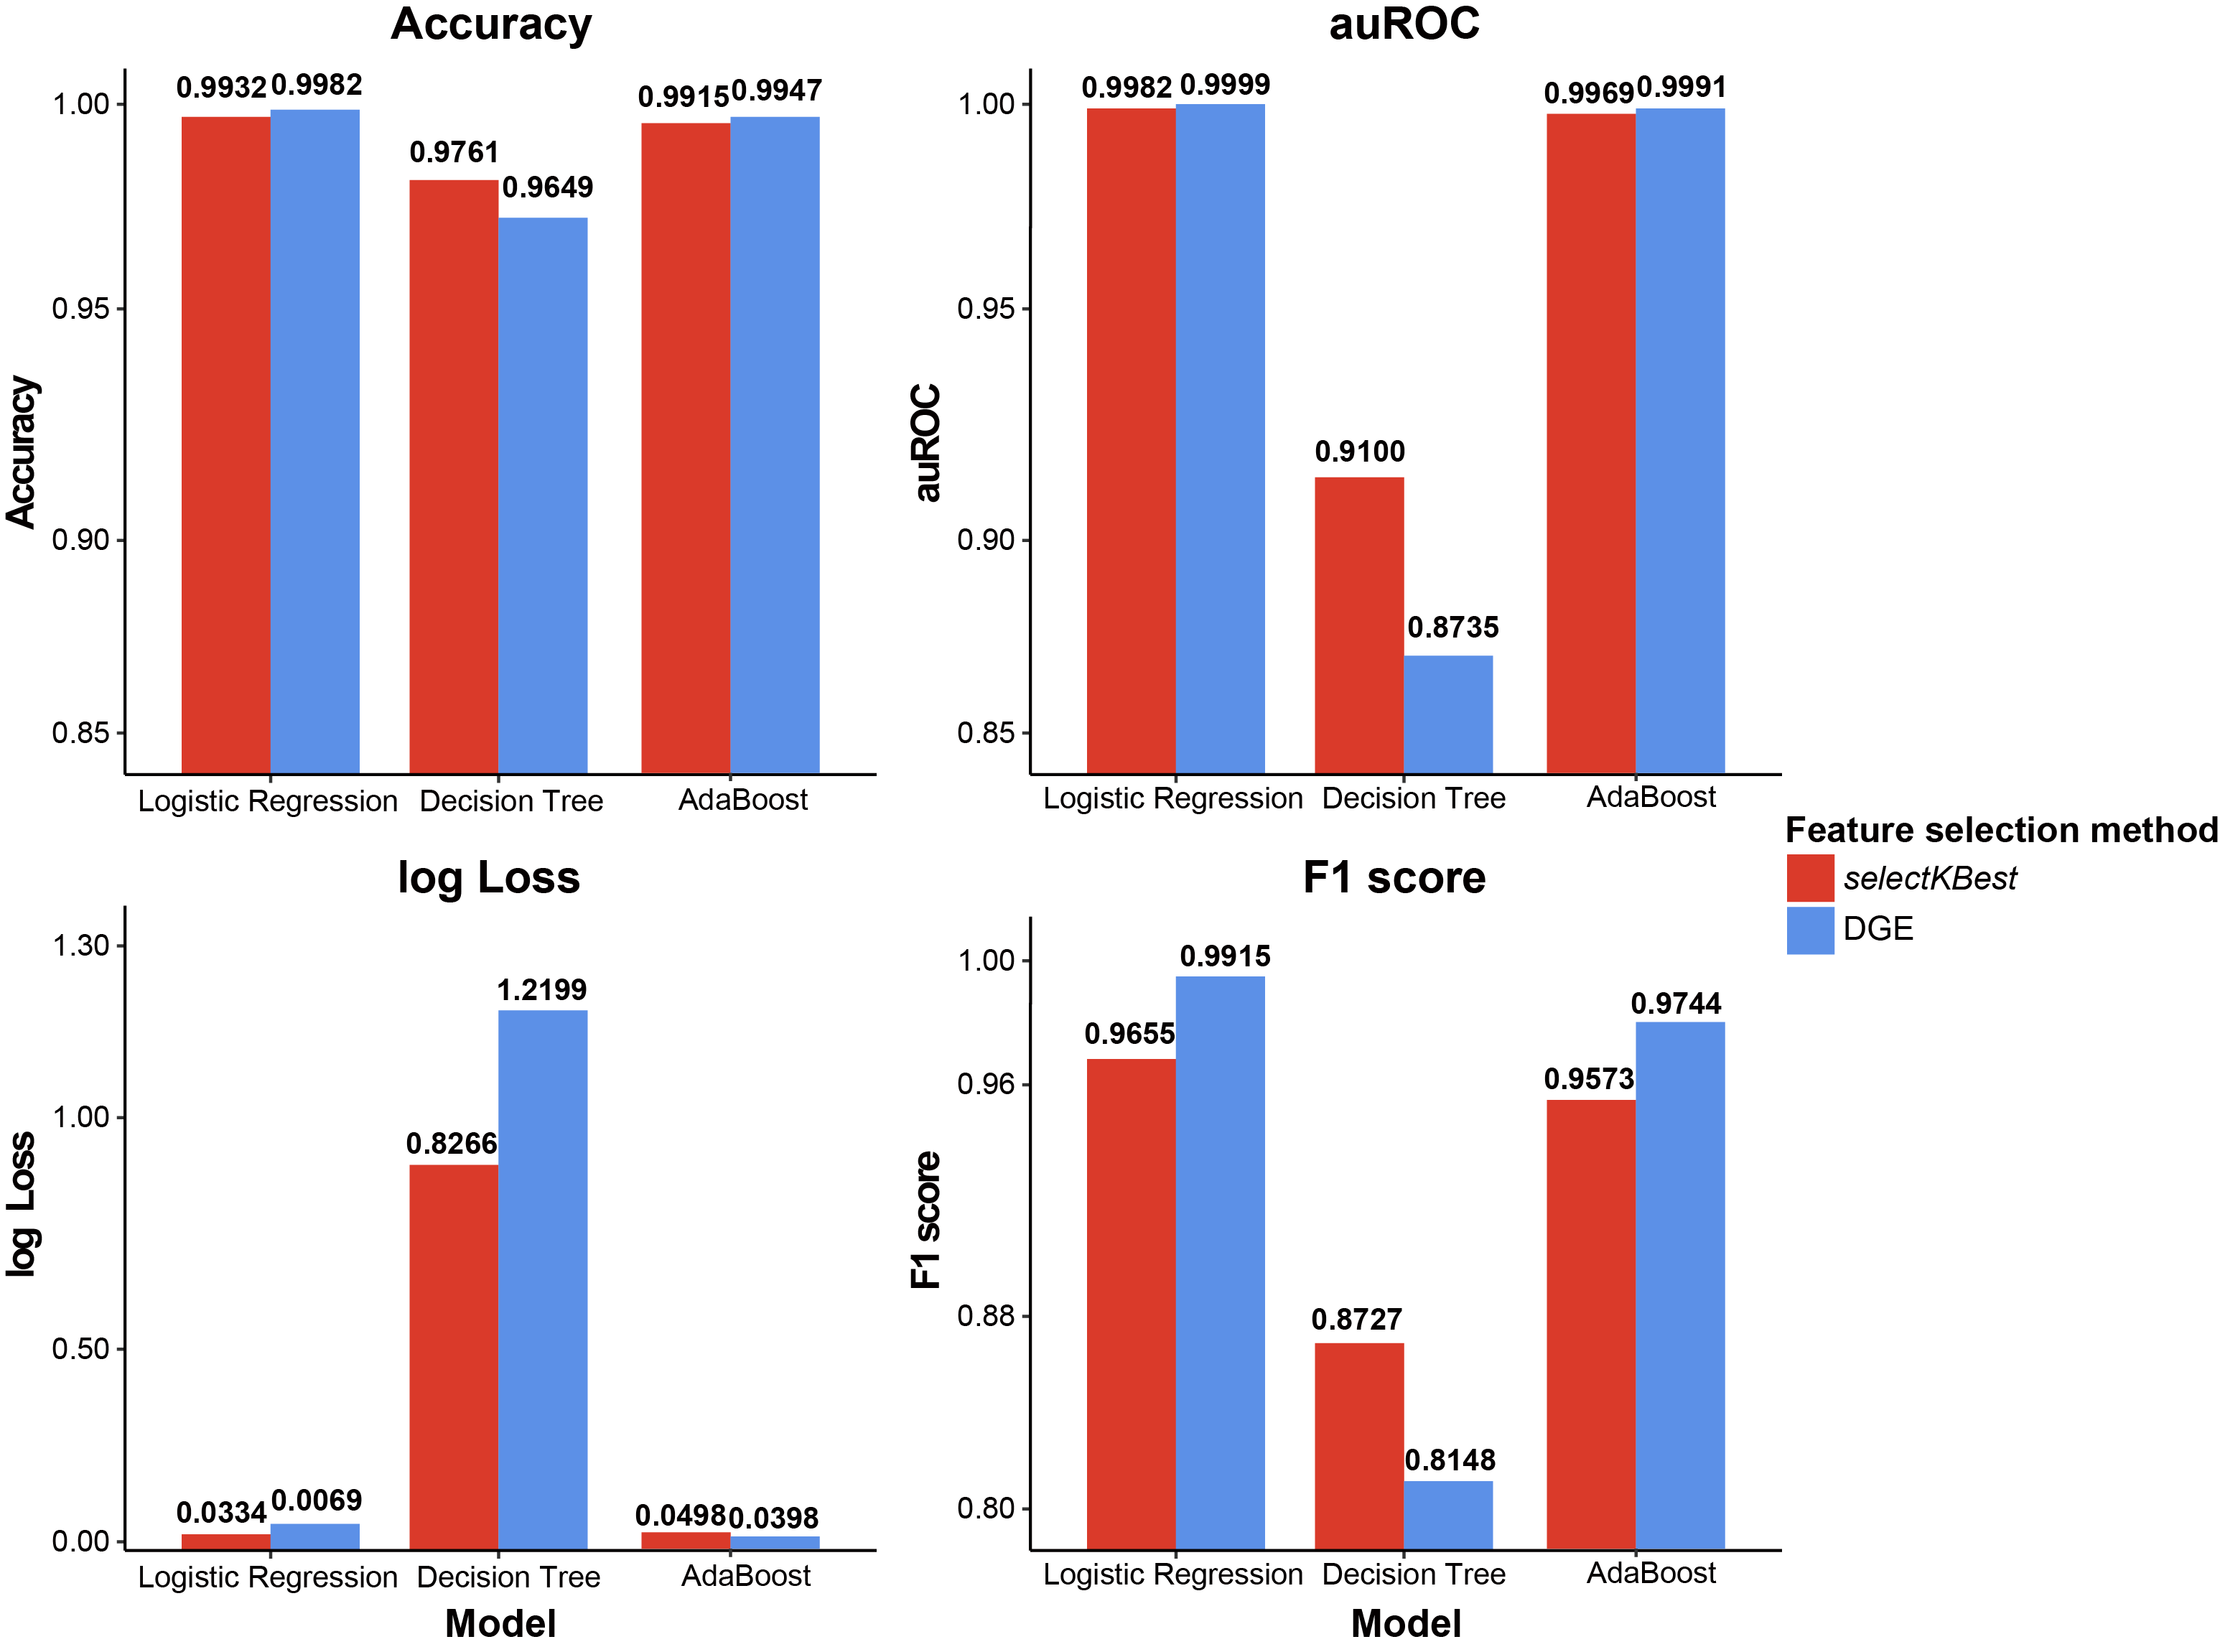 Accuracy
Accuracy
1.00
0.95
0.90
0.85
0.9932
0.9982
0.9761
0.9649
0.9915
0.9947
Logistic Regression
Decision Tree
AdaBoost
auROC
auROC
1.00
0.95
0.90
0.85
0.9982
0.9999
0.9100
0.8735
0.9969
0.9991
Logistic Regression
Decision Tree
AdaBoost
Feature selection method
selectKBest
DGE
log Loss
log Loss
1.30
1.00
0.50
0.00
0.0334
0.0069
0.8266
1.2199
0.0498
0.0398
Logistic Regression
Decision Tree
AdaBoost
Model
F1 score
F1 score
1.00
0.96
0.88
0.80
0.9655
0.9915
0.8727
0.8148
0.9573
0.9744
Logistic Regression
Decision Tree
AdaBoost
Model